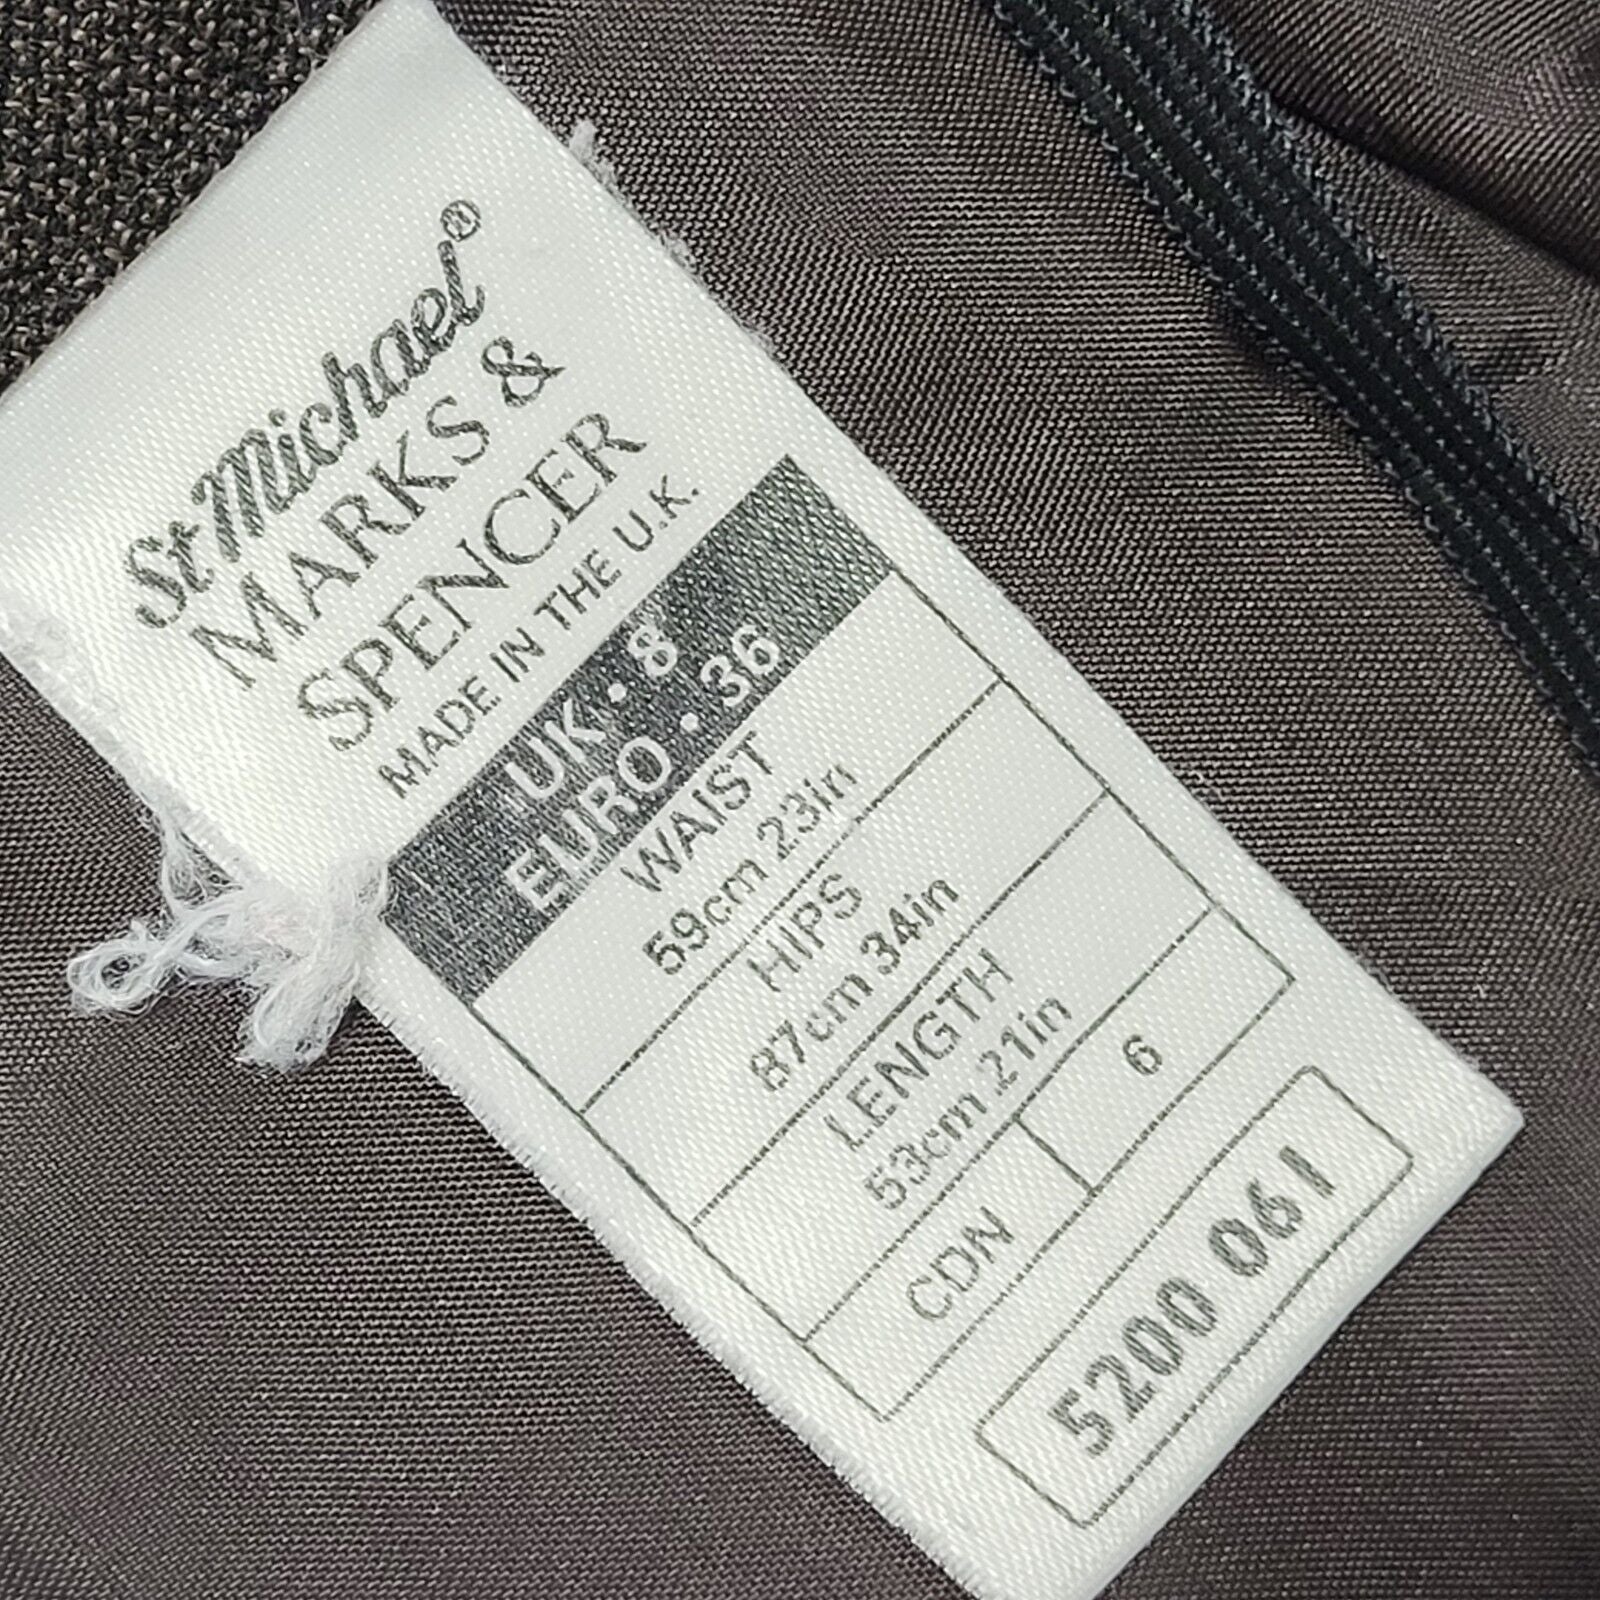 St Michael®
MARKS &
SPENCER
MADE IN THE U.K.
UK • 8
EURO • 36
WAIST
59cm 23in
HIPS
87cm 34in
LENGTH
53cm 21in
CDN 6
5200 061